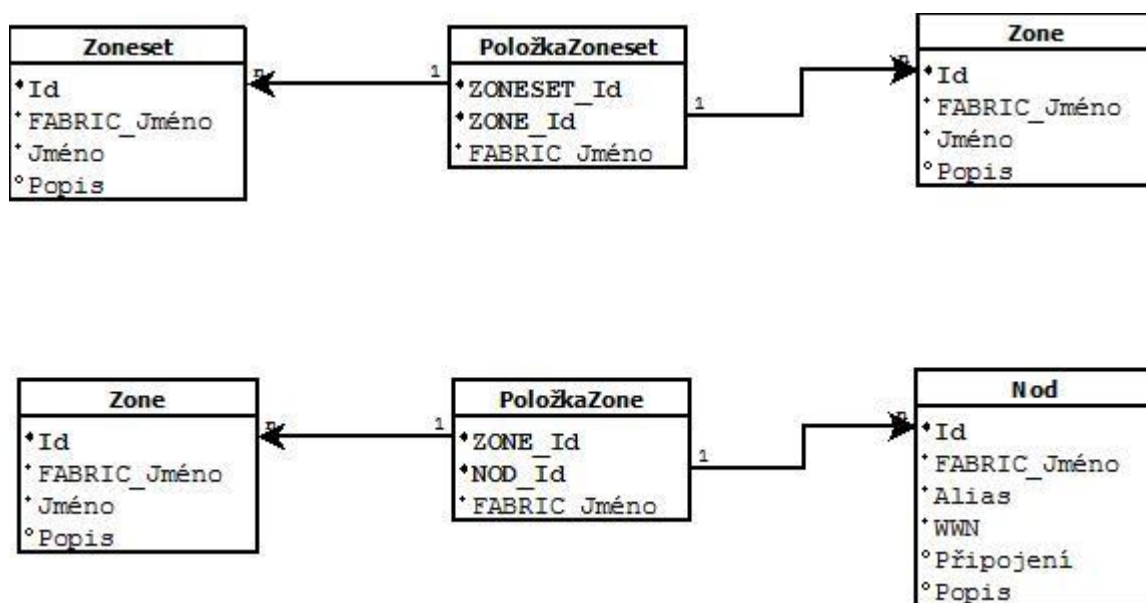 Zoneset
Id
FABRIC_Jméno
Jméno
Popis
n
1
PoložkaZoneset
ZONESET_Id
ZONE_Id
FABRIC_Jméno
1
n
Zone
Id
FABRIC_Jméno
Jméno
Popis
Zone
Id
FABRIC_Jméno
Jméno
Popis
n
1
PoložkaZone
ZONE_Id
NOD_Id
FABRIC_Jméno
1
n
Nod
Id
FABRIC_Jméno
Alias
WWN
Připojení
Popis